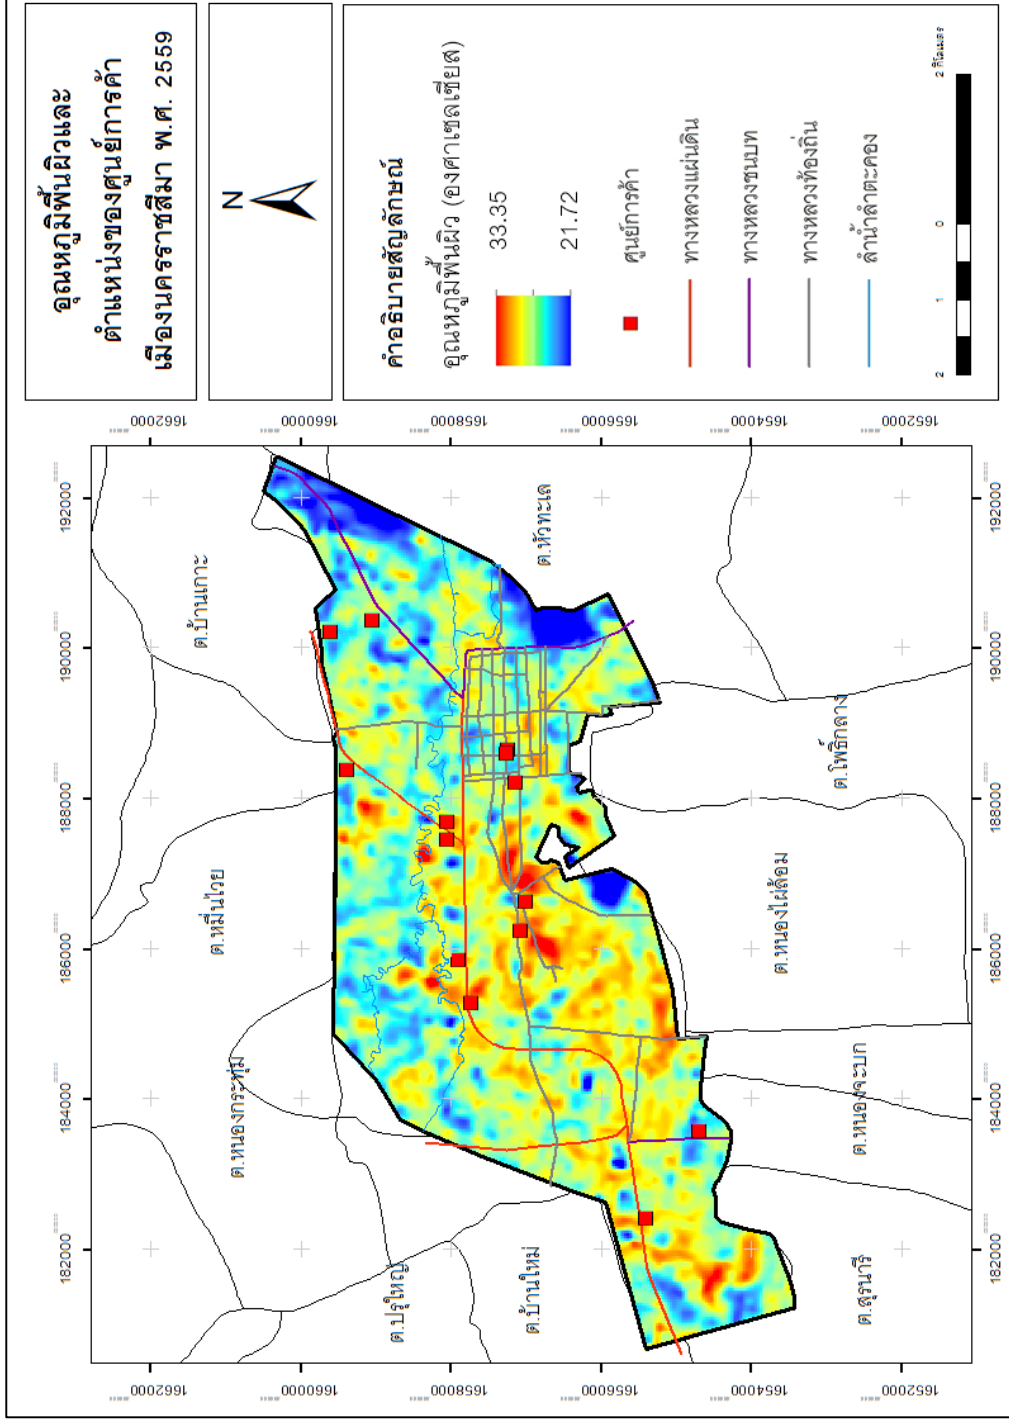 อุณหภูมิพื้นผิวและ
ตำแหน่งของศูนย์การค้า
เมืองนครราชสีมา พ.ศ. 2559
N
คำอธิบายสัญลักษณ์
อุณหภูมิพื้นผิว (องศาเซลเซียส)
33.35
21.72
ศูนย์การค้า
ทางหลวงแผ่นดิน
ทางหลวงชนบท
ทางหลวงท้องถิ่น
ลำน้ำลำตะคอง
2 1 0 2 กิโลเมตร
182000 184000 186000 188000 190000 192000
1662000
1660000
1658000
1656000
1654000
1652000
ต.หนองกระทุ่ม
ต.หมื่นไวย
ต.บ้านเกาะ
ต.ปรุใหญ่
ต.บ้านใหม่
ต.หัวทะเล
ต.สุรนารี
ต.หนองจะบก
ต.หนองไผ่ล้อม
ต.โพธิ์กลาง
1662000
1660000
1658000
1656000
1654000
1652000
182000 184000 186000 188000 190000 192000